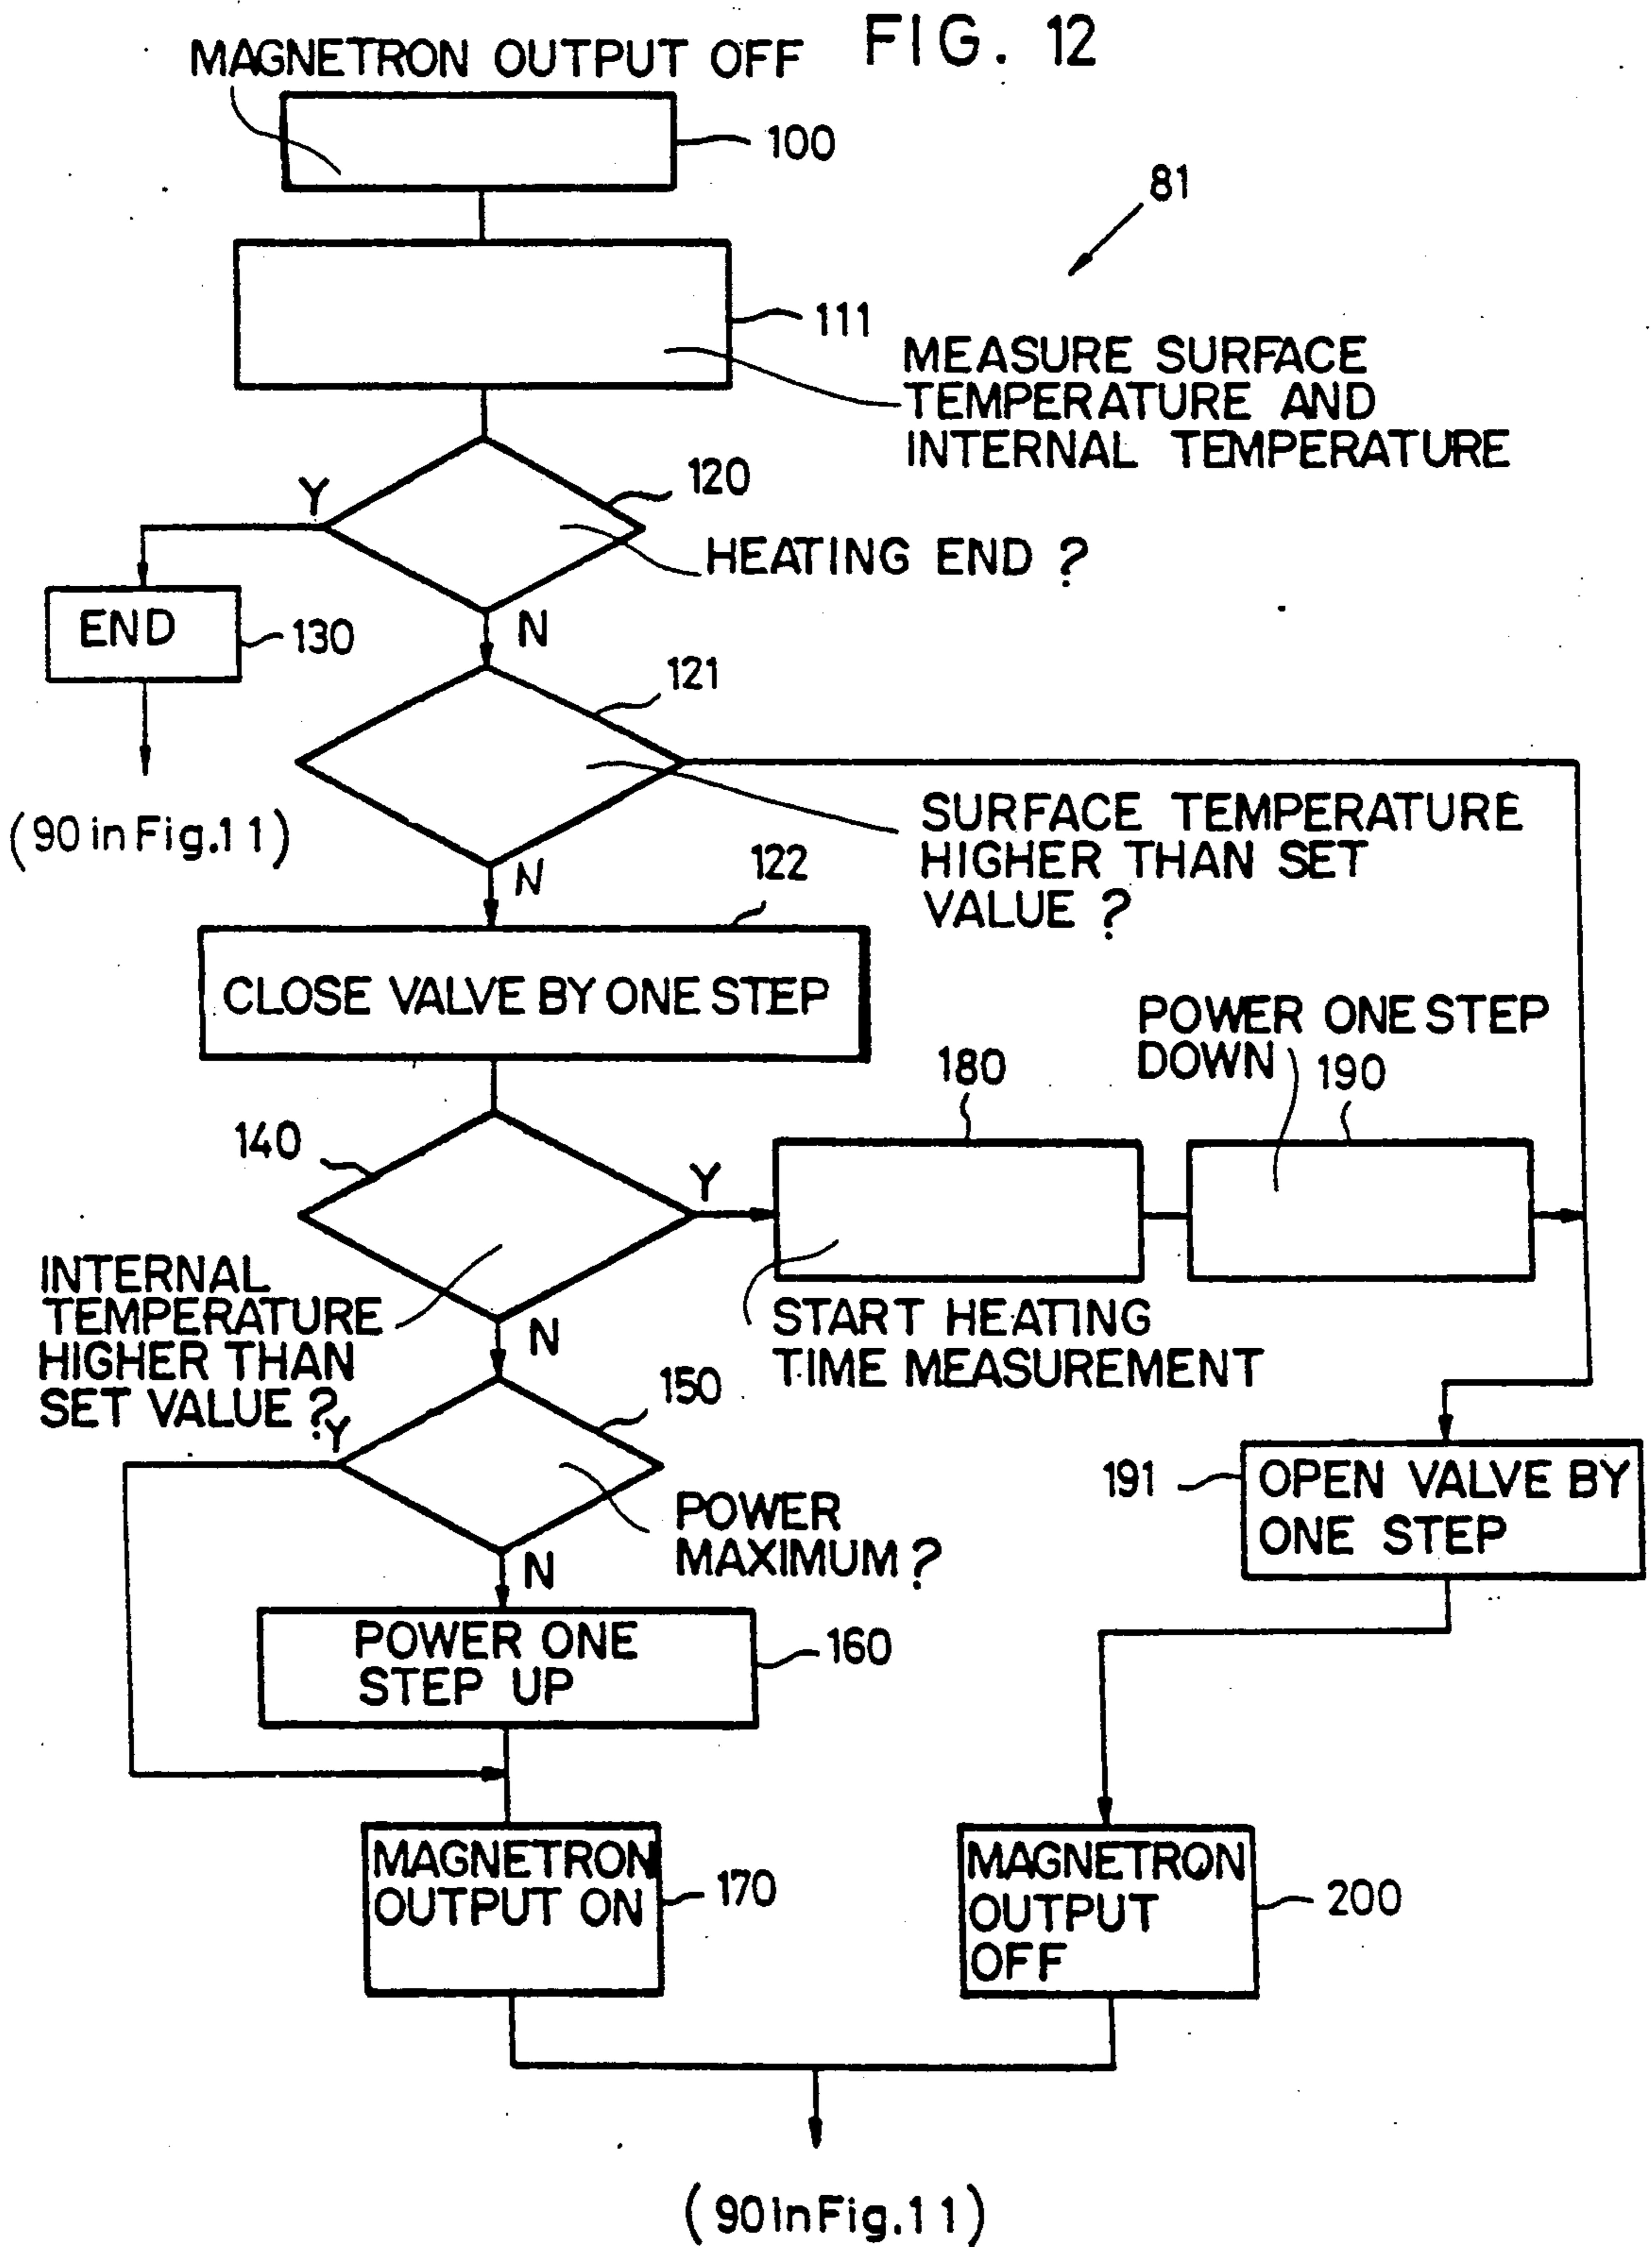 FIG. 12
MAGNETRON OUTPUT OFF
100
81
111
MEASURE SURFACE
TEMPERATURE AND
INTERNAL TEMPERATURE
120
Y
HEATING END ?
END
130
N
121
(90 in Fig.11)
SURFACE TEMPERATURE
HIGHER THAN SET
VALUE ?
N
122
CLOSE VALVE BY ONE STEP
POWER ONE STEP
DOWN
180
190
140
Y
INTERNAL
TEMPERATURE
HIGHER THAN
SET VALUE ?
START HEATING
TIME MEASUREMENT
N
150
Y
POWER
MAXIMUM ?
191
OPEN VALVE BY
ONE STEP
N
POWER ONE
STEP UP
160
MAGNETRON
OUTPUT ON
170
MAGNETRON
OUTPUT
OFF
200
(90 In Fig.11)